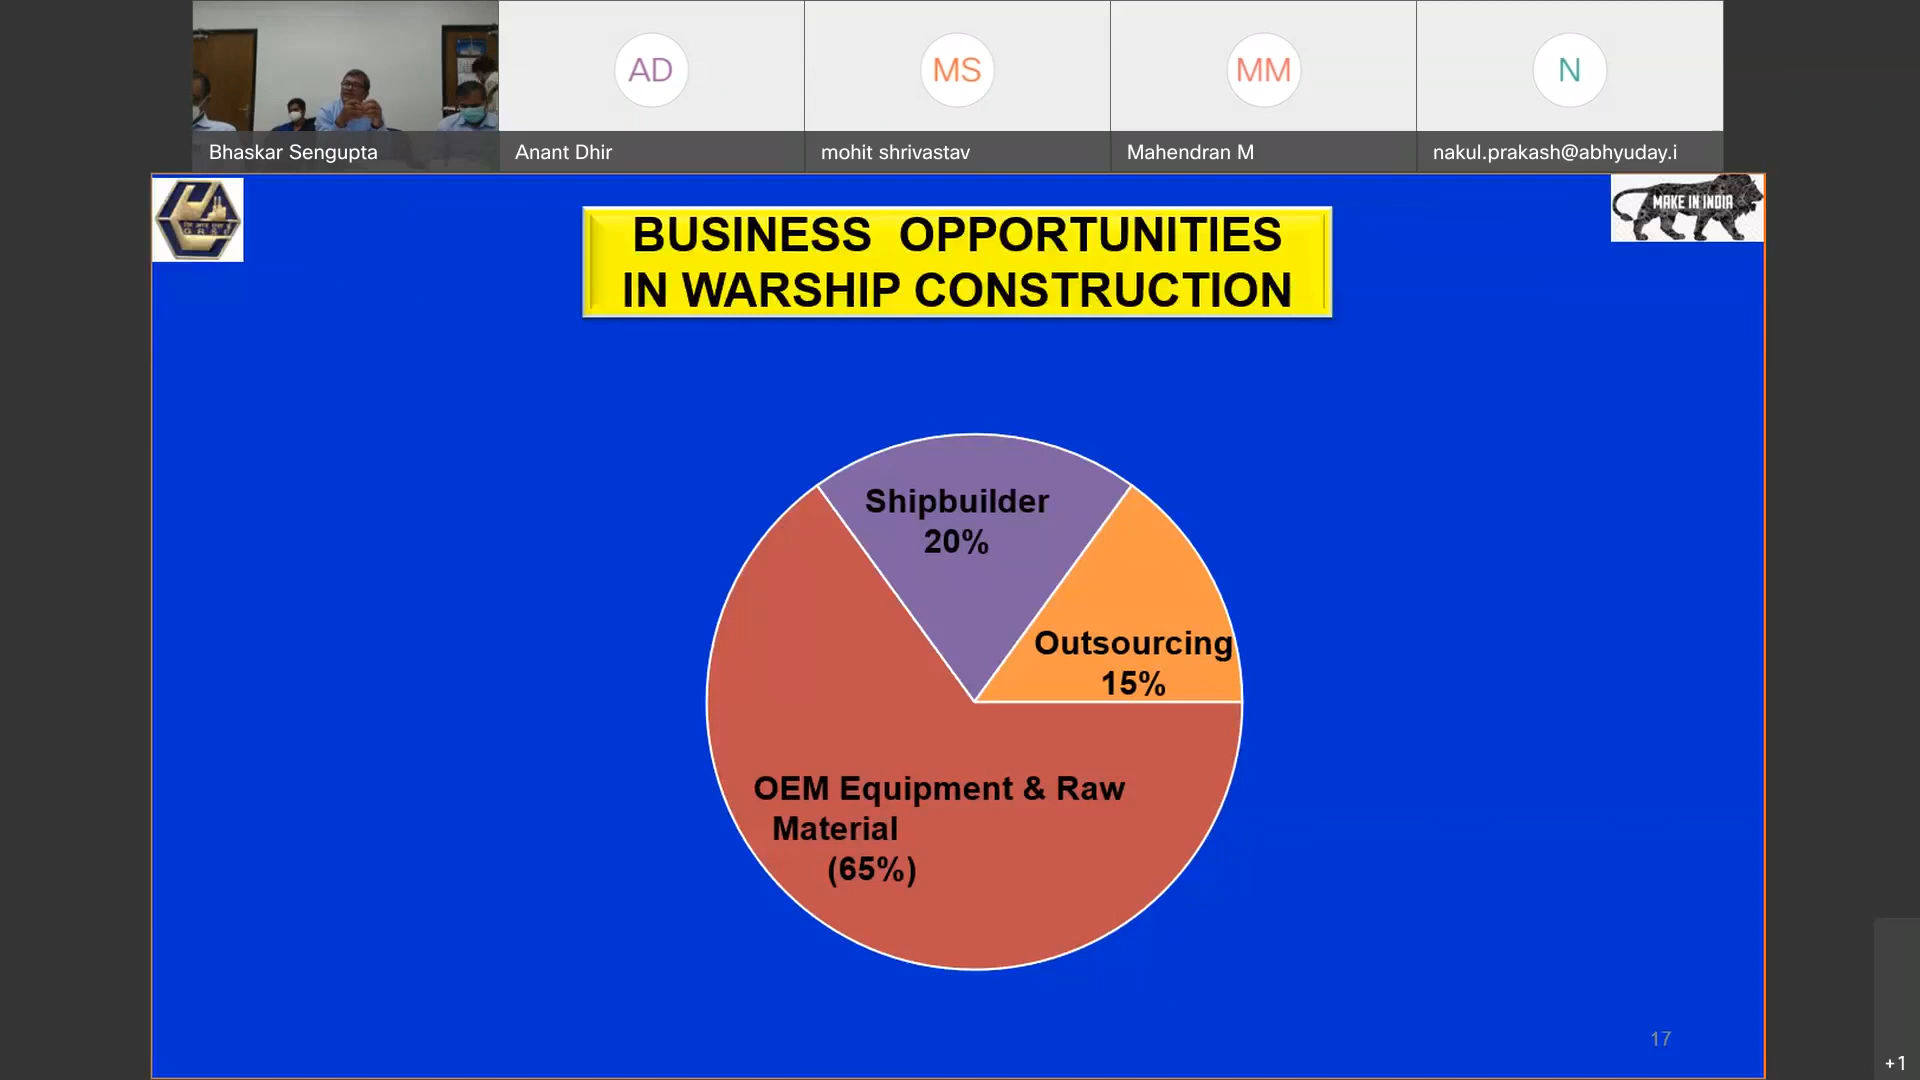 AD
MS
MM
N
Bhaskar Sengupta
Anant Dhir
mohit shrivastav
Mahendran M
nakul.prakash@abhyuday.i
GRSE
MAKE IN INDIA
BUSINESS OPPORTUNITIES
IN WARSHIP CONSTRUCTION
Shipbuilder
20%
Outsourcing
15%
OEM Equipment & Raw
Material
(65%)
17
+1